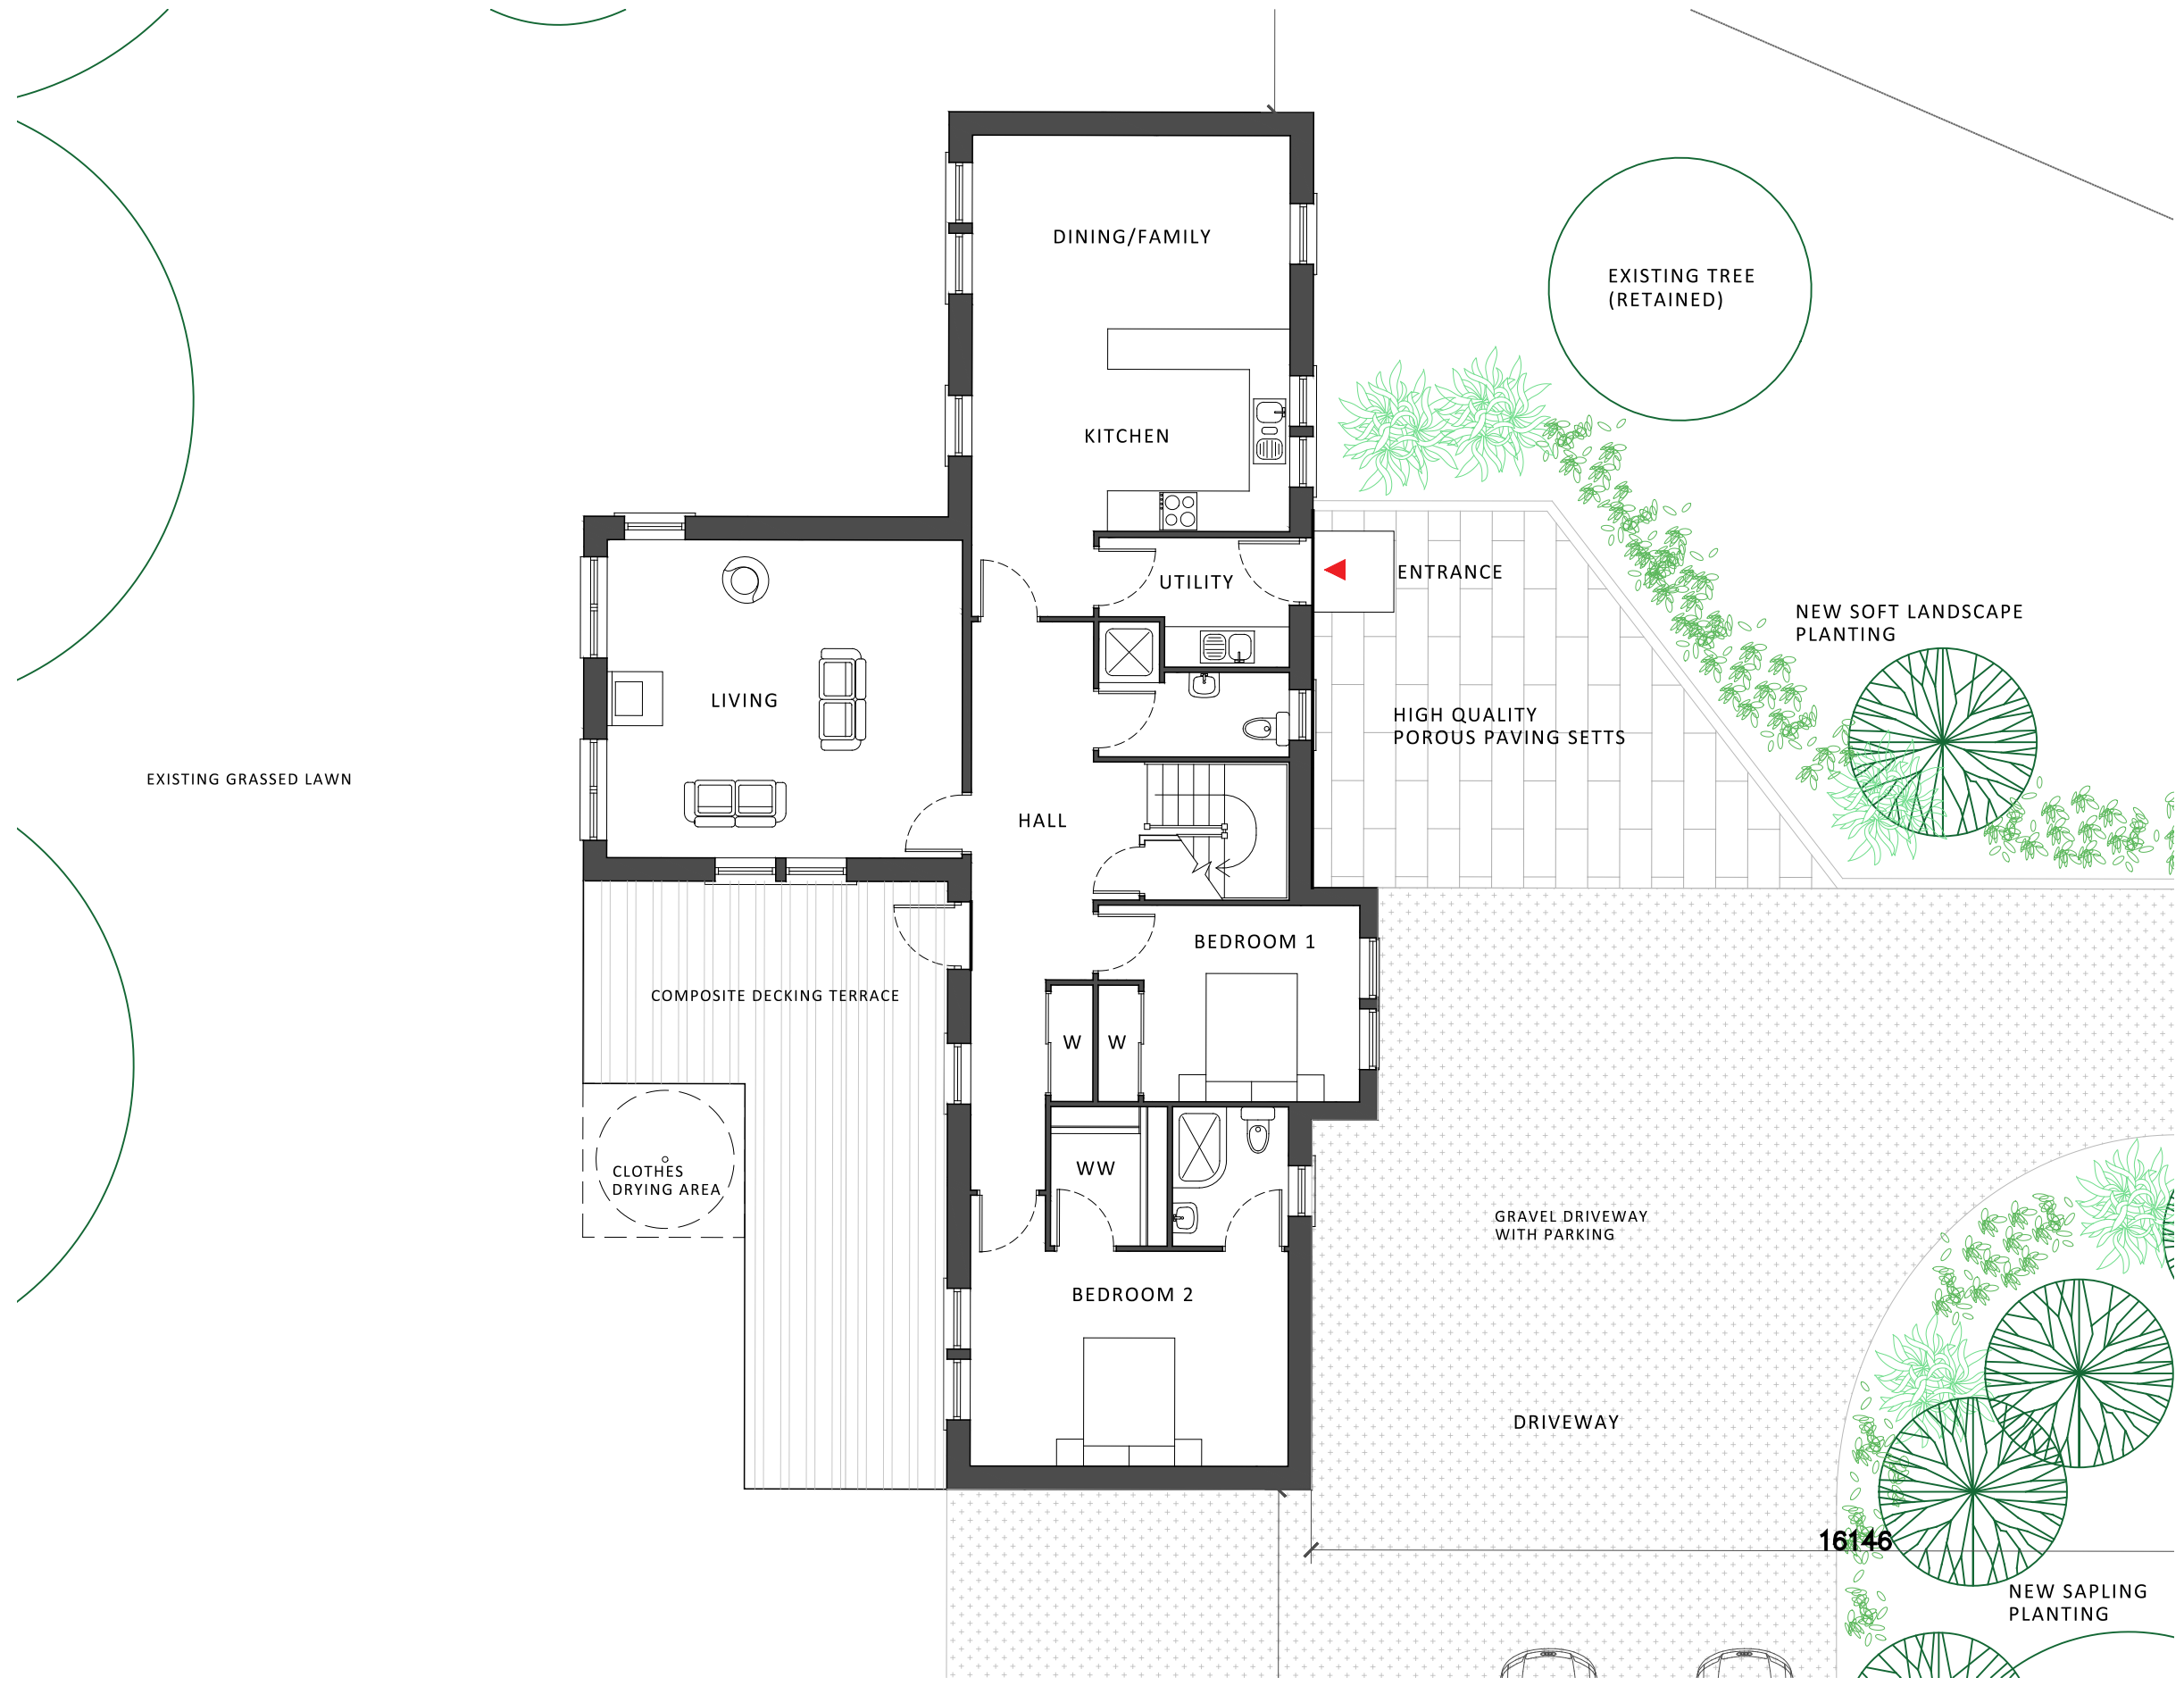 DINING/FAMILY
EXISTING TREE
(RETAINED)
KITCHEN
UTILITY
ENTRANCE
NEW SOFT LANDSCAPE
PLANTING
LIVING
HIGH QUALITY
POROUS PAVING SETTS
EXISTING GRASSED LAWN
HALL
BEDROOM 1
COMPOSITE DECKING TERRACE
W
W
CLOTHES
DRYING AREA
WW
GRAVEL DRIVEWAY
WITH PARKING
BEDROOM 2
DRIVEWAY
16146
NEW SAPLING
PLANTING